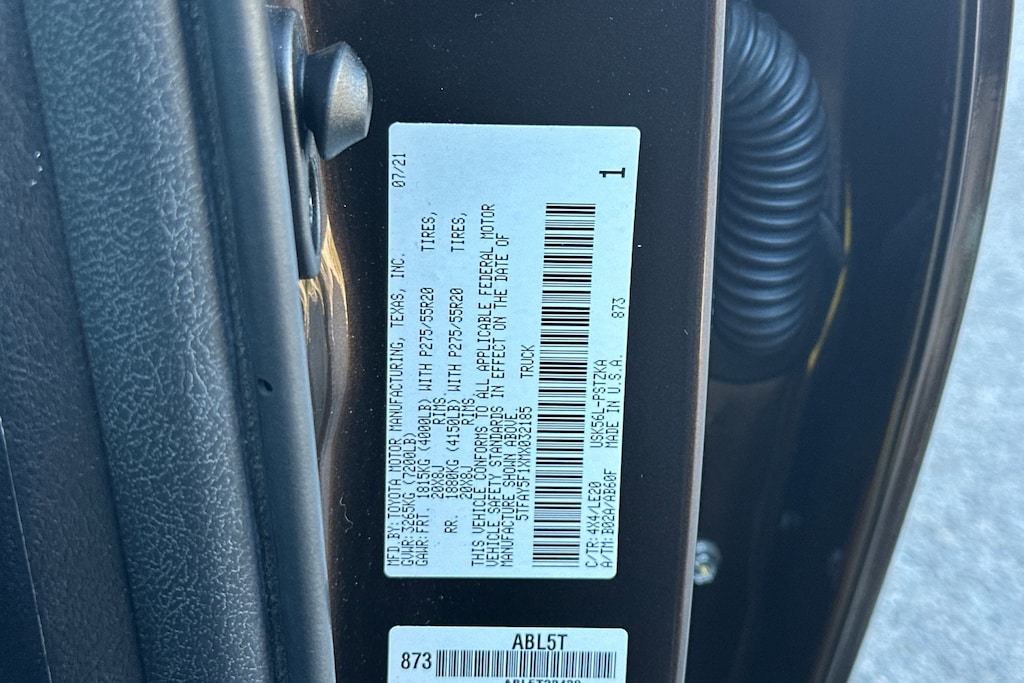 MFD.BY:TOYOTA MOTOR MANUFACTURING, TEXAS, INC. 07/21
GVWR:3265KG (7200LB)
GAWR:FRT. 1815KG (4000LB) WITH P275/55R20 TIRES,
20X8J RIMS,
RR. 1880KG (4150LB) WITH P275/55R20 TIRES,
20X8J RIMS,
THIS VEHICLE CONFORMS TO ALL APPLICABLE FEDERAL MOTOR
VEHICLE SAFETY STANDARDS IN EFFECT ON THE DATE OF
MANUFACTURE SHOWN ABOVE.
5TFAY5F1XMX032185 TRUCK
C/TR:4X4/LE20 USK56L-PSTZKA
A/TM:B02A/AB60F MADE IN U.S.A. 873
1
ABL5T
873